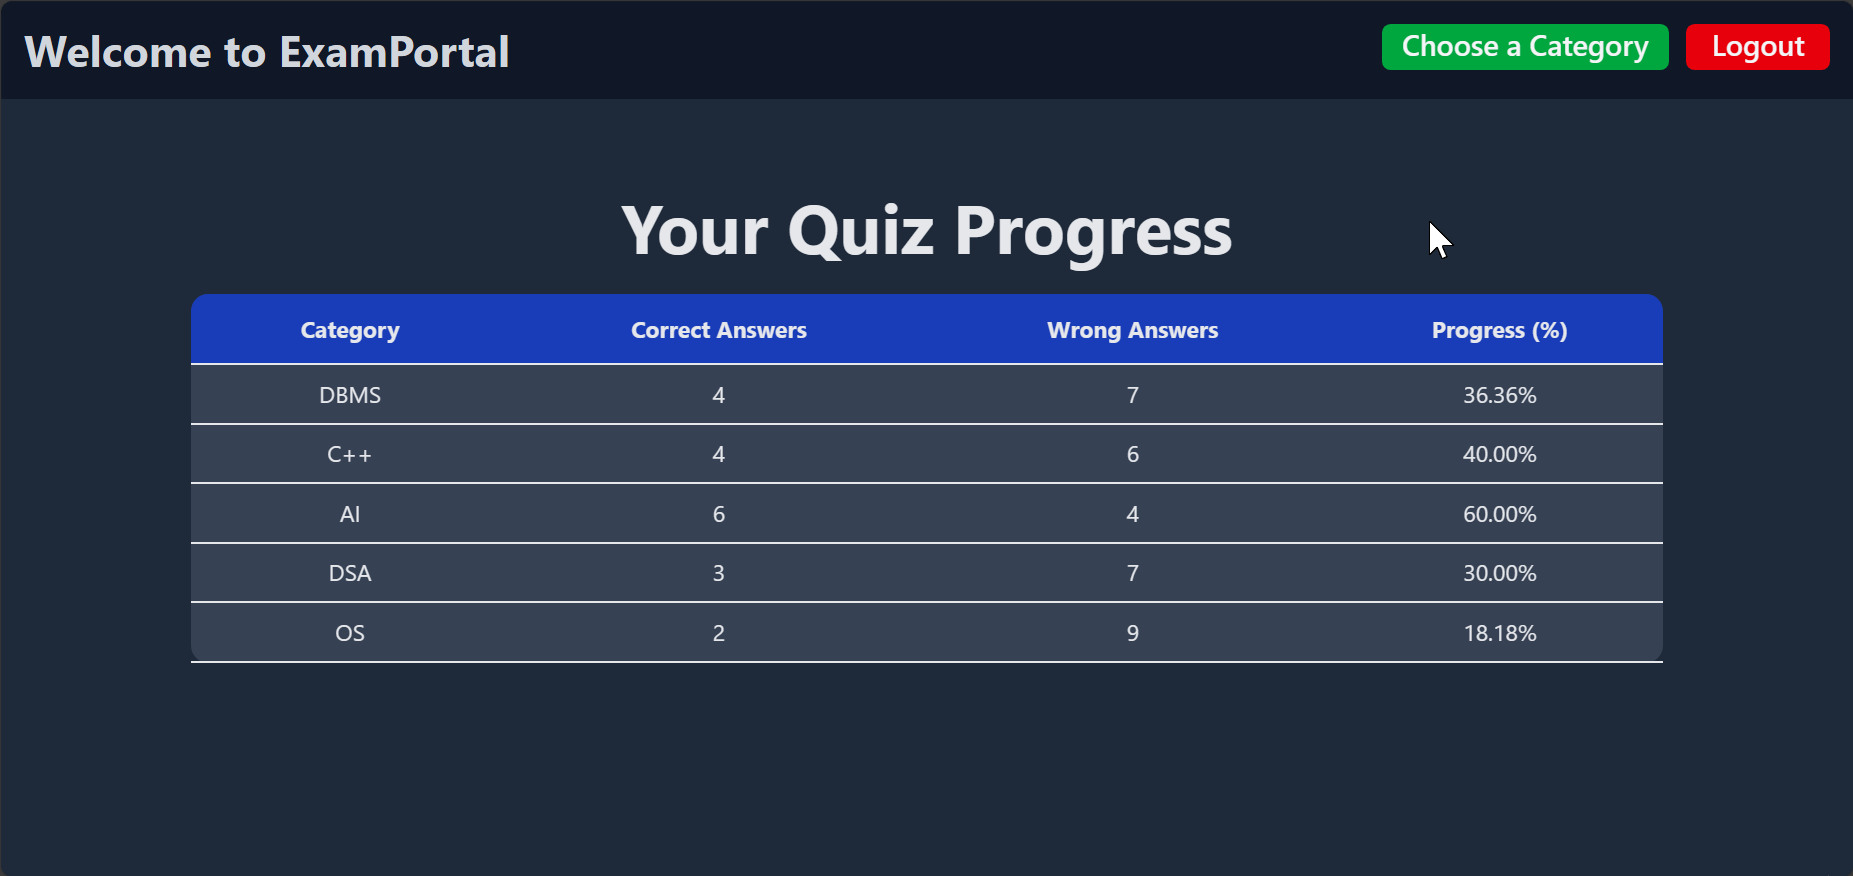 Welcome to ExamPortal
Choose a Category
Logout
Your Quiz Progress
Category Correct Answers Wrong Answers Progress (%)
DBMS 4 7 36.36%
C++ 4 6 40.00%
AI 6 4 60.00%
DSA 3 7 30.00%
OS 2 9 18.18%